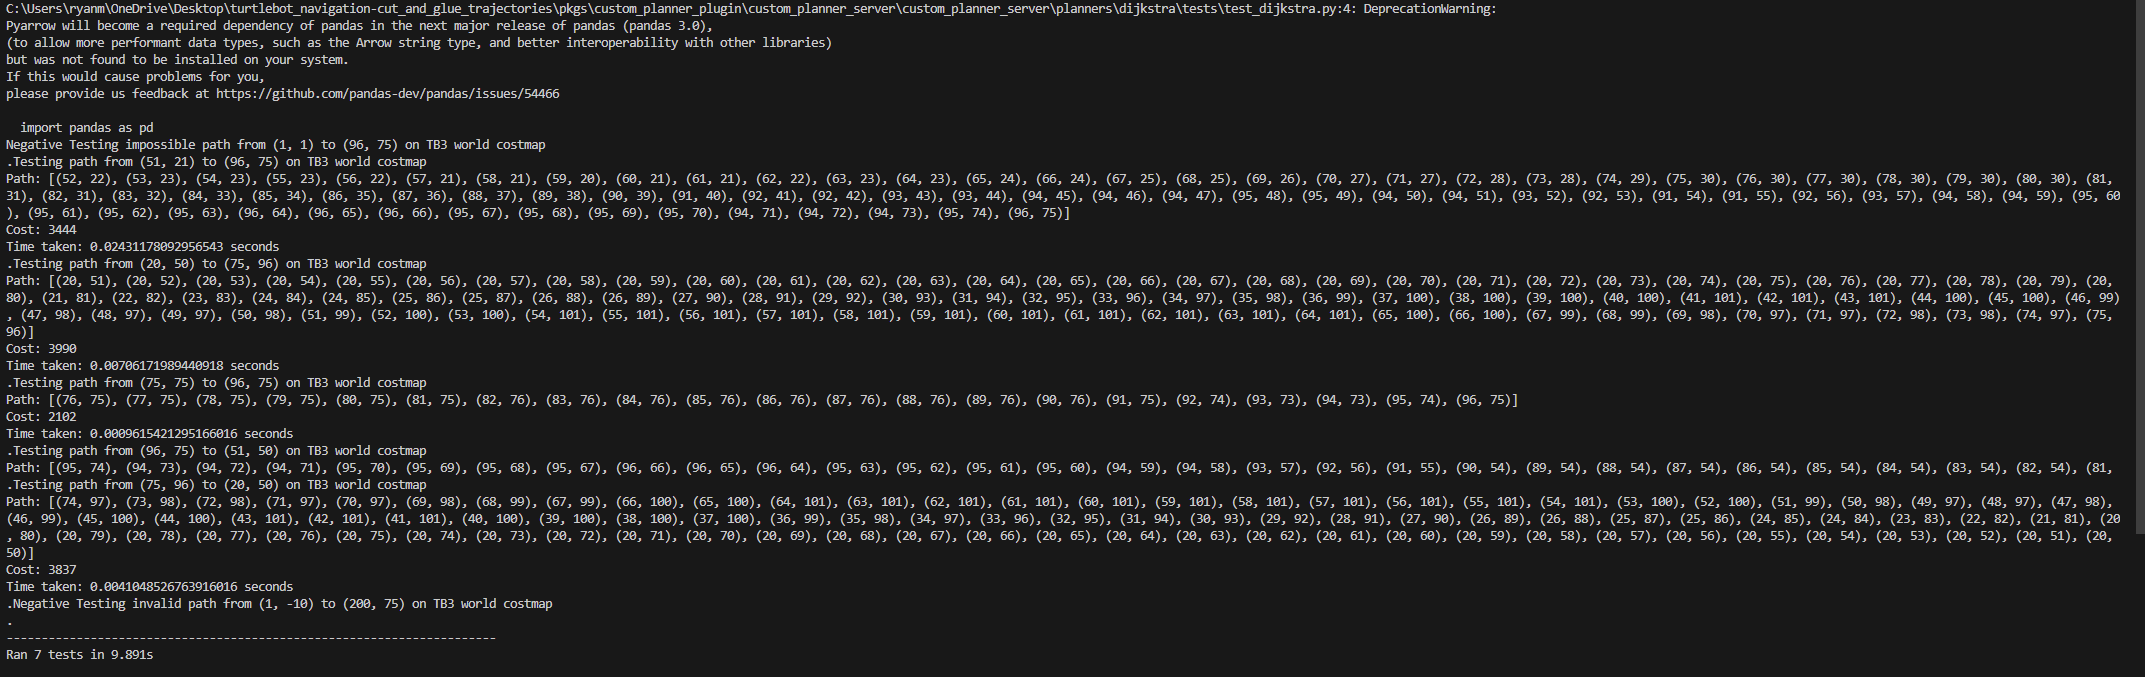 C:\Users\ryanm\OneDrive\Desktop\turtlebot_navigation-cut_and_glue_trajectories\pkgs\custom_planner_plugin\custom_planner_server\custom_planner_server\planners\dijkstra\tests\test_dijkstra.py:4: DeprecationWarning:
Pyarrow will become a required dependency of pandas in the next major release of pandas (pandas 3.0),
(to allow more performant data types, such as the Arrow string type, and better interoperability with other libraries)
but was not found to be installed on your system.
If this would cause problems for you,
please provide us feedback at https://github.com/pandas-dev/pandas/issues/54466
import pandas as pd
Negative Testing impossible path from (1, 1) to (96, 75) on TB3 world costmap
.Testing path from (51, 21) to (96, 75) on TB3 world costmap
Path: [(52, 22), (53, 23), (54, 23), (55, 23), (56, 22), (57, 21), (58, 21), (59, 20), (60, 21), (61, 21), (62, 22), (63, 23), (64, 23), (65, 24), (66, 24), (67, 25), (68, 25), (69, 26), (70, 27), (71, 27), (72, 28), (73, 28), (74, 29), (75, 30), (76, 30), (77, 30), (78, 30), (79, 30), (80, 30), (81,
31), (82, 31), (83, 32), (84, 33), (85, 34), (86, 35), (87, 36), (88, 37), (89, 38), (90, 39), (91, 40), (92, 41), (92, 42), (93, 43), (93, 44), (94, 45), (94, 46), (94, 47), (95, 48), (95, 49), (94, 50), (94, 51), (93, 52), (92, 53), (91, 54), (91, 55), (92, 56), (93, 57), (94, 58), (94, 59), (95, 60
), (95, 61), (95, 62), (95, 63), (96, 64), (96, 65), (96, 66), (95, 67), (95, 68), (95, 69), (95, 70), (94, 71), (94, 72), (94, 73), (95, 74), (96, 75)]
Cost: 3444
Time taken: 0.02431178092956543 seconds
.Testing path from (20, 50) to (75, 96) on TB3 world costmap
Path: [(20, 51), (20, 52), (20, 53), (20, 54), (20, 55), (20, 56), (20, 57), (20, 58), (20, 59), (20, 60), (20, 61), (20, 62), (20, 63), (20, 64), (20, 65), (20, 66), (20, 67), (20, 68), (20, 69), (20, 70), (20, 71), (20, 72), (20, 73), (20, 74), (20, 75), (20, 76), (20, 77), (20, 78), (20, 79), (20,
80), (21, 81), (22, 82), (23, 83), (24, 84), (24, 85), (25, 86), (25, 87), (26, 88), (26, 89), (27, 90), (28, 91), (29, 92), (30, 93), (31, 94), (32, 95), (33, 96), (34, 97), (35, 98), (36, 99), (37, 100), (38, 100), (39, 100), (40, 100), (41, 101), (42, 101), (43, 101), (44, 100), (45, 100), (46, 99)
, (47, 98), (48, 97), (49, 97), (50, 98), (51, 99), (52, 100), (53, 100), (54, 101), (55, 101), (56, 101), (57, 101), (58, 101), (59, 101), (60, 101), (61, 101), (62, 101), (63, 101), (64, 101), (65, 100), (66, 100), (67, 99), (68, 99), (69, 98), (70, 97), (71, 97), (72, 98), (73, 98), (74, 97), (75,
96)]
Cost: 3990
Time taken: 0.00706171989440918 seconds
.Testing path from (75, 75) to (96, 75) on TB3 world costmap
Path: [(76, 75), (77, 75), (78, 75), (79, 75), (80, 75), (81, 75), (82, 76), (83, 76), (84, 76), (85, 76), (86, 76), (87, 76), (88, 76), (89, 76), (90, 76), (91, 75), (92, 74), (93, 73), (94, 73), (95, 74), (96, 75)]
Cost: 2102
Time taken: 0.0009615421295166016 seconds
.Testing path from (96, 75) to (51, 50) on TB3 world costmap
Path: [(95, 74), (94, 73), (94, 72), (94, 71), (95, 70), (95, 69), (95, 68), (95, 67), (96, 66), (96, 65), (96, 64), (95, 63), (95, 62), (95, 61), (95, 60), (94, 59), (94, 58), (93, 57), (92, 56), (91, 55), (90, 54), (89, 54), (88, 54), (87, 54), (86, 54), (85, 54), (84, 54), (83, 54), (82, 54), (81,
.Testing path from (75, 96) to (20, 50) on TB3 world costmap
Path: [(74, 97), (73, 98), (72, 98), (71, 97), (70, 97), (69, 98), (68, 99), (67, 99), (66, 100), (65, 100), (64, 101), (63, 101), (62, 101), (61, 101), (60, 101), (59, 101), (58, 101), (57, 101), (56, 101), (55, 101), (54, 101), (53, 100), (52, 100), (51, 99), (50, 98), (49, 97), (48, 97), (47, 98),
(46, 99), (45, 100), (44, 100), (43, 101), (42, 101), (41, 101), (40, 100), (39, 100), (38, 100), (37, 100), (36, 99), (35, 98), (34, 97), (33, 96), (32, 95), (31, 94), (30, 93), (29, 92), (28, 91), (27, 90), (26, 89), (26, 88), (25, 87), (25, 86), (24, 85), (24, 84), (23, 83), (22, 82), (21, 81), (20
, 80), (20, 79), (20, 78), (20, 77), (20, 76), (20, 75), (20, 74), (20, 73), (20, 72), (20, 71), (20, 70), (20, 69), (20, 68), (20, 67), (20, 66), (20, 65), (20, 64), (20, 63), (20, 62), (20, 61), (20, 60), (20, 59), (20, 58), (20, 57), (20, 56), (20, 55), (20, 54), (20, 53), (20, 52), (20, 51), (20,
50)]
Cost: 3837
Time taken: 0.0041048526763916016 seconds
.Negative Testing invalid path from (1, -10) to (200, 75) on TB3 world costmap
.
----------------------------------------------------------------------
Ran 7 tests in 9.891s